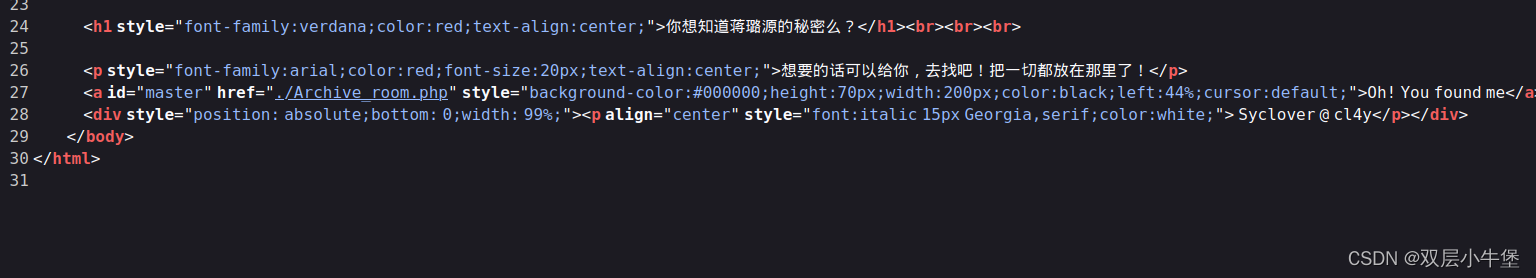 23
24 <h1 style="font-family:verdana;color:red;text-align:center;">你想知道蒋璐源的秘密么？</h1><br><br><br>
25
26 <p style="font-family:arial;color:red;font-size:20px;text-align:center;">想要的话可以给你，去找吧！把一切都放在那里了！</p>
27 <a id="master" href="./Archive_room.php" style="background-color:#000000;height:70px;width:200px;color:black;left:44%;cursor:default;">Oh! You found me</a
28 <div style="position: absolute;bottom: 0;width: 99%;"><p align="center" style="font:italic 15px Georgia,serif;color:white;"> Syclover @ cl4y</p></div>
29 </body>
30 </html>
31
CSDN @双层小牛堡